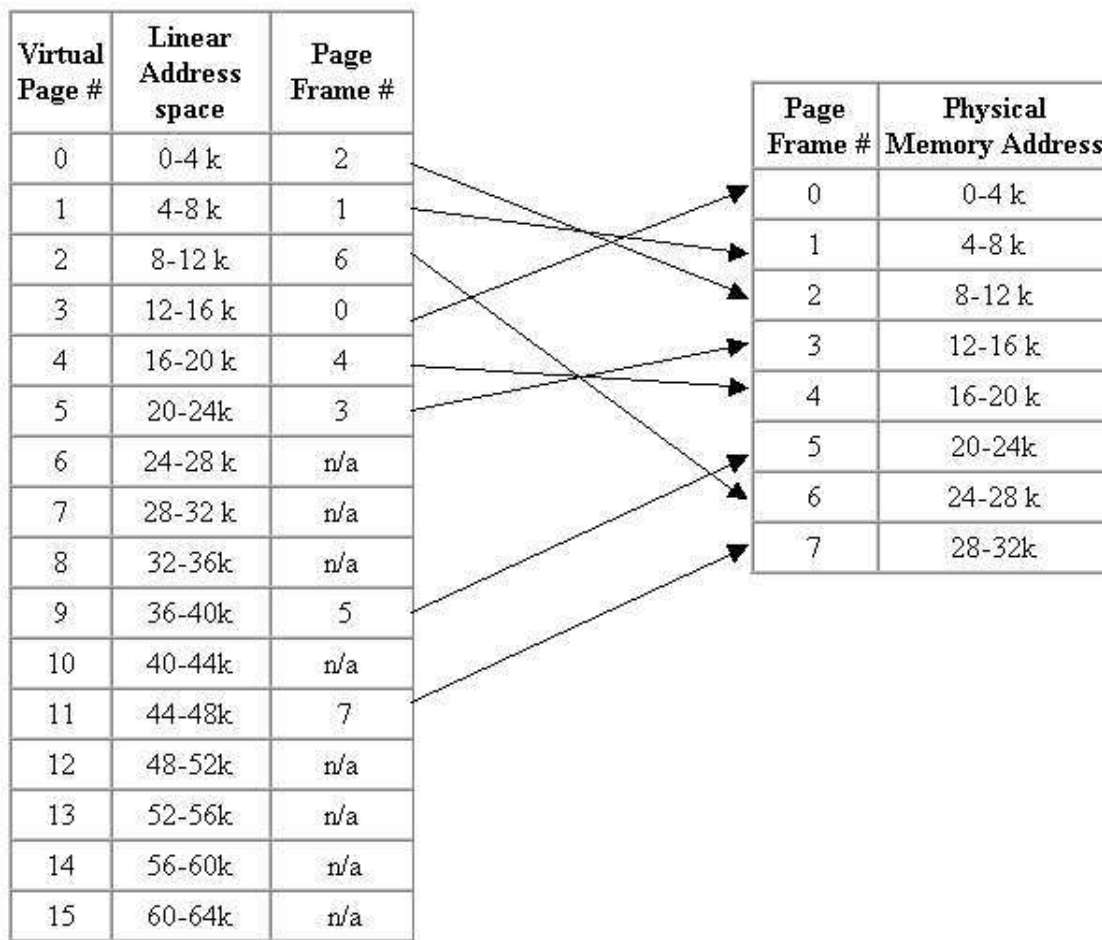 Virtual Page # Linear Address space Page Frame #
0 0-4 k 2
1 4-8 k 1
2 8-12 k 6
3 12-16 k 0
4 16-20 k 4
5 20-24k 3
6 24-28 k n/a
7 28-32 k n/a
8 32-36k n/a
9 36-40k 5
10 40-44k n/a
11 44-48k 7
12 48-52k n/a
13 52-56k n/a
14 56-60k n/a
15 60-64k n/a
Page Frame # Physical Memory Address
0 0-4 k
1 4-8 k
2 8-12 k
3 12-16 k
4 16-20 k
5 20-24k
6 24-28 k
7 28-32k